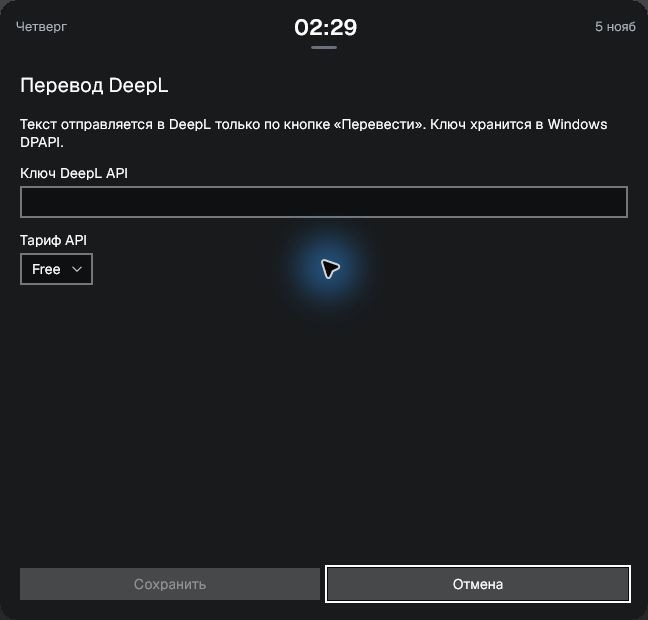 Четверг
02:29
5 нояб
Перевод DeepL
Текст отправляется в DeepL только по кнопке «Перевести». Ключ хранится в Windows
DPAPI.
Ключ DeepL API
Тариф API
Free
Сохранить
Отмена